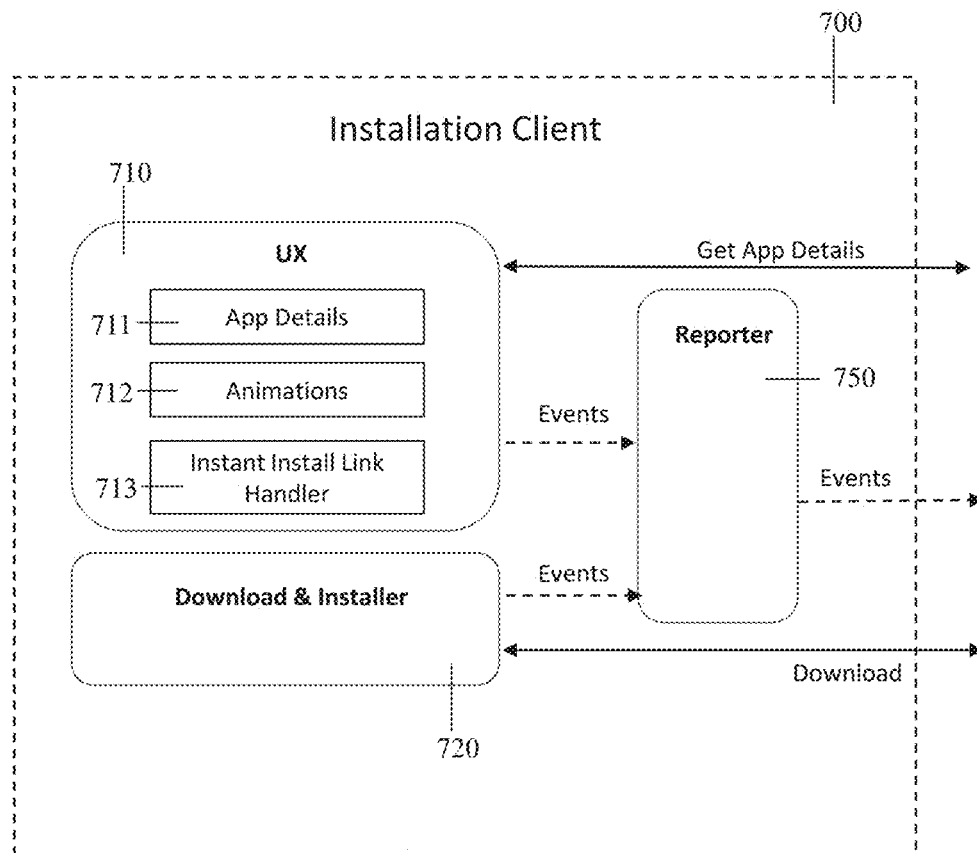 700
Installation Client
710
UX
Get App Details
711
App Details
Reporter
712
Animations
750
Events
713
Instant Install Link
Handler
Events
Events
Download & Installer
Download
720